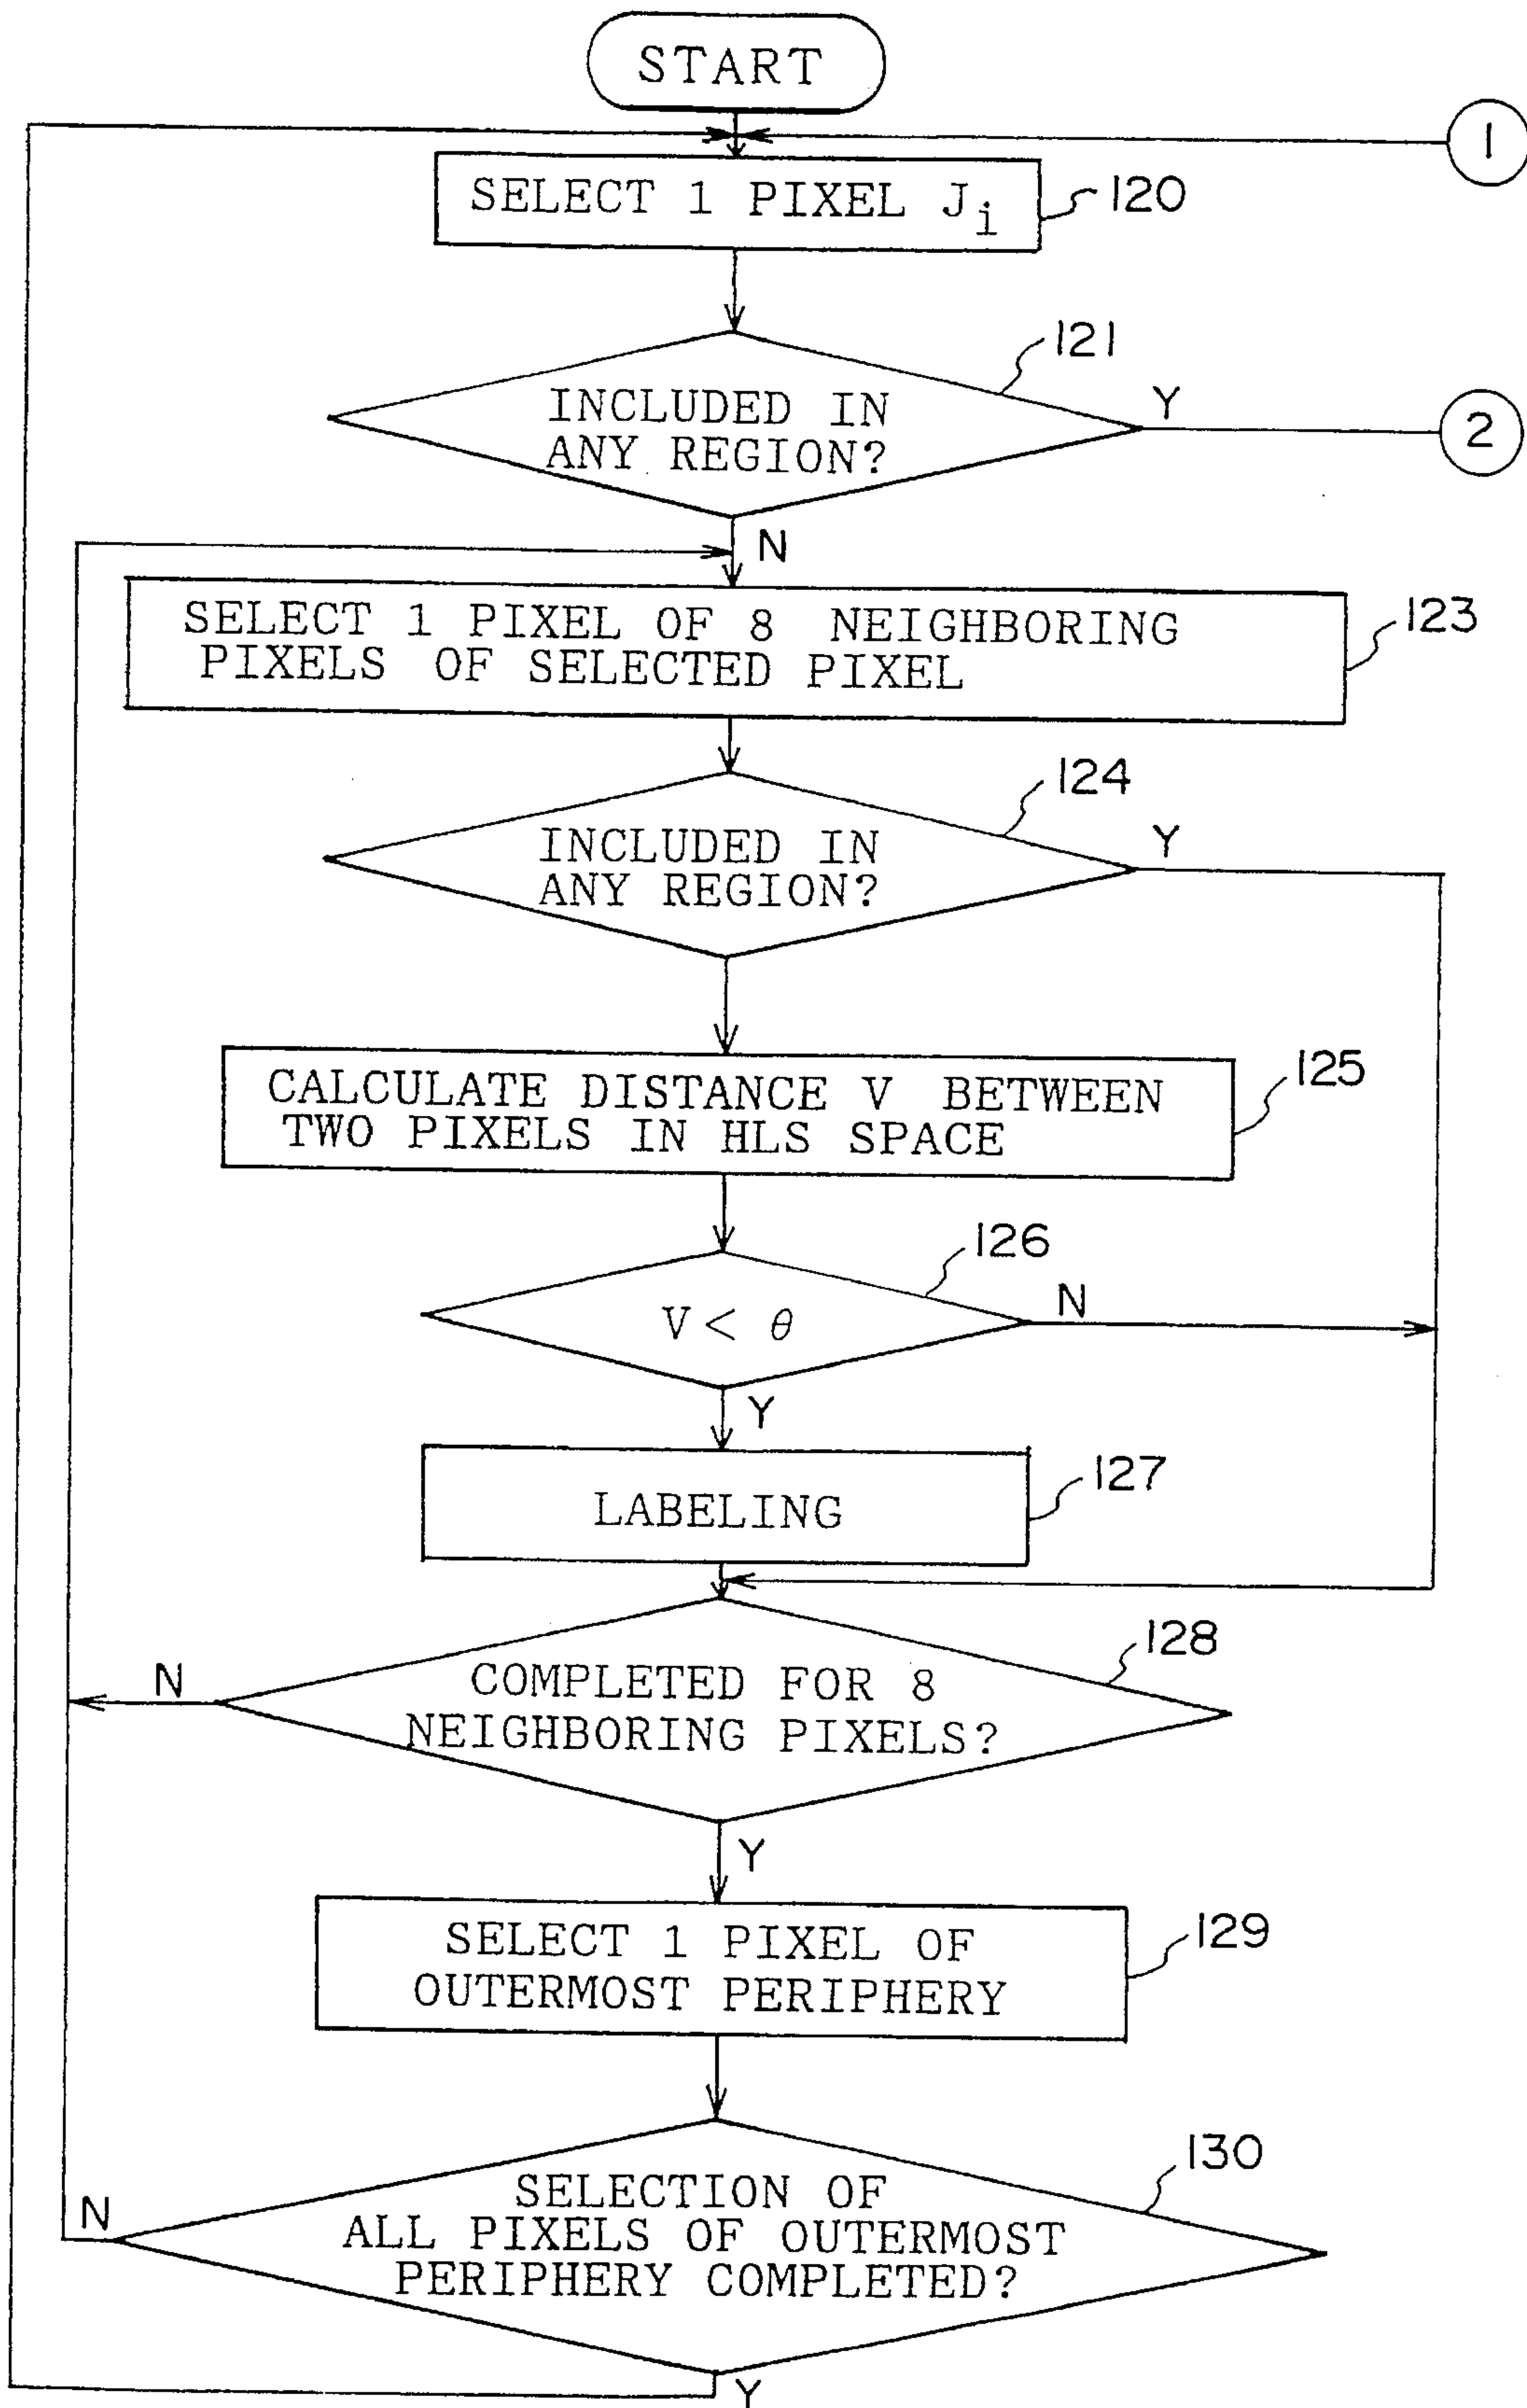 START
1
SELECT 1 PIXEL Ji
120
121
INCLUDED IN
ANY REGION?
Y
2
N
SELECT 1 PIXEL OF 8 NEIGHBORING
PIXELS OF SELECTED PIXEL
123
124
INCLUDED IN
ANY REGION?
Y
CALCULATE DISTANCE V BETWEEN
TWO PIXELS IN HLS SPACE
125
126
V < θ
N
Y
LABELING
127
128
N
COMPLETED FOR 8
NEIGHBORING PIXELS?
Y
SELECT 1 PIXEL OF
OUTERMOST PERIPHERY
129
130
N
SELECTION OF
ALL PIXELS OF OUTERMOST
PERIPHERY COMPLETED?
Y